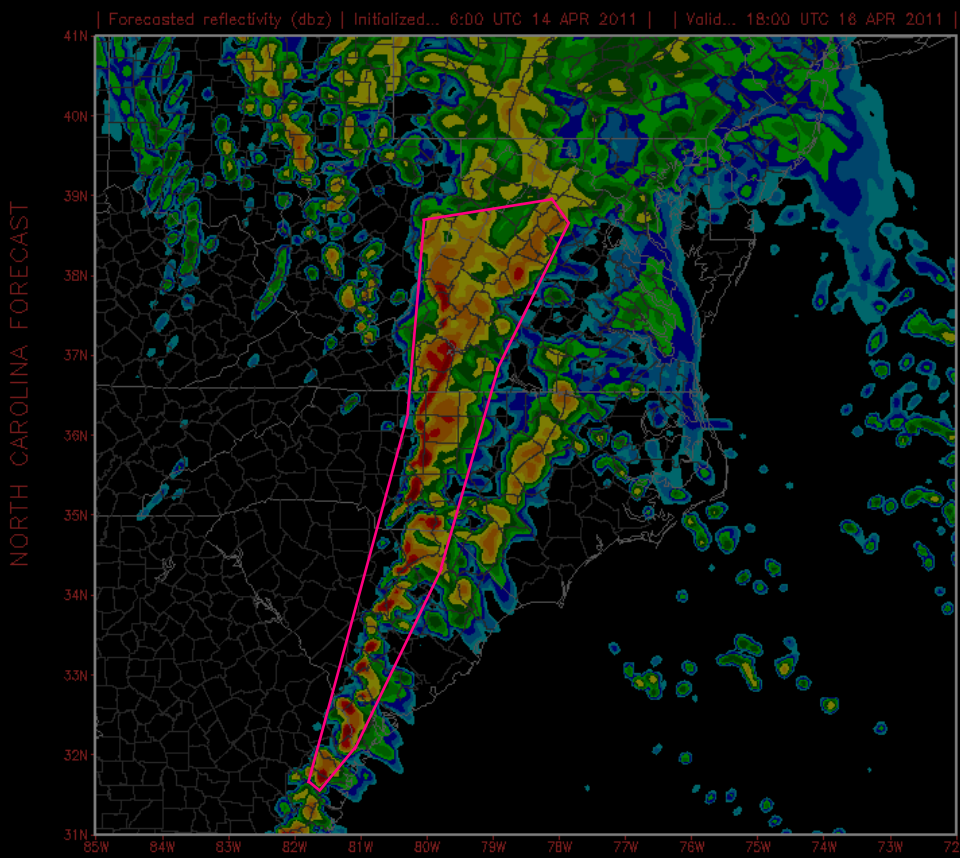 | Forecasted reflectivity (dbz) | Initialized... 6:00 UTC 14 APR 2011 | | Valid... 18:00 UTC 16 APR 2011 |
NORTH CAROLINA FORECAST
41N
40N
39N
38N
37N
36N
35N
34N
33N
32N
31N
85W 84W 83W 82W 81W 80W 79W 78W 77W 76W 75W 74W 73W 72